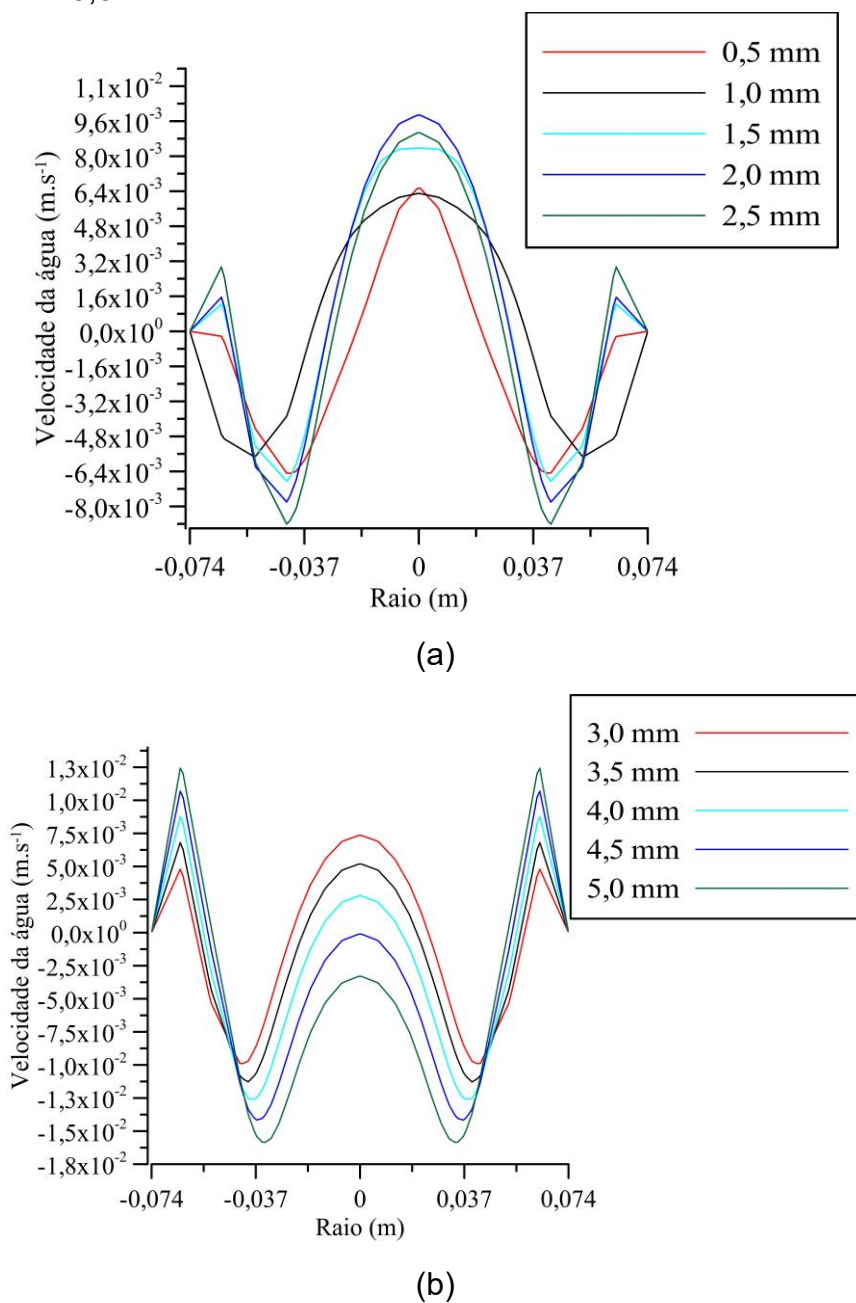 0,5 mm
1,0 mm
1,5 mm
2,0 mm
2,5 mm
Velocidade da água (m.s⁻¹)
1,1x10⁻²
9,6x10⁻³
8,0x10⁻³
6,4x10⁻³
4,8x10⁻³
3,2x10⁻³
1,6x10⁻³
0,0x10⁰
-1,6x10⁻³
-3,2x10⁻³
-4,8x10⁻³
-6,4x10⁻³
-8,0x10⁻³
-0,074 -0,037 0 0,037 0,074
Raio (m)
(a)
3,0 mm
3,5 mm
4,0 mm
4,5 mm
5,0 mm
Velocidade da água (m.s⁻¹)
1,3x10⁻²
1,0x10⁻²
7,5x10⁻³
5,0x10⁻³
2,5x10⁻³
0,0x10⁰
-2,5x10⁻³
-5,0x10⁻³
-7,5x10⁻³
-1,0x10⁻²
-1,3x10⁻²
-1,5x10⁻²
-1,8x10⁻²
-0,074 -0,037 0 0,037 0,074
Raio (m)
(b)